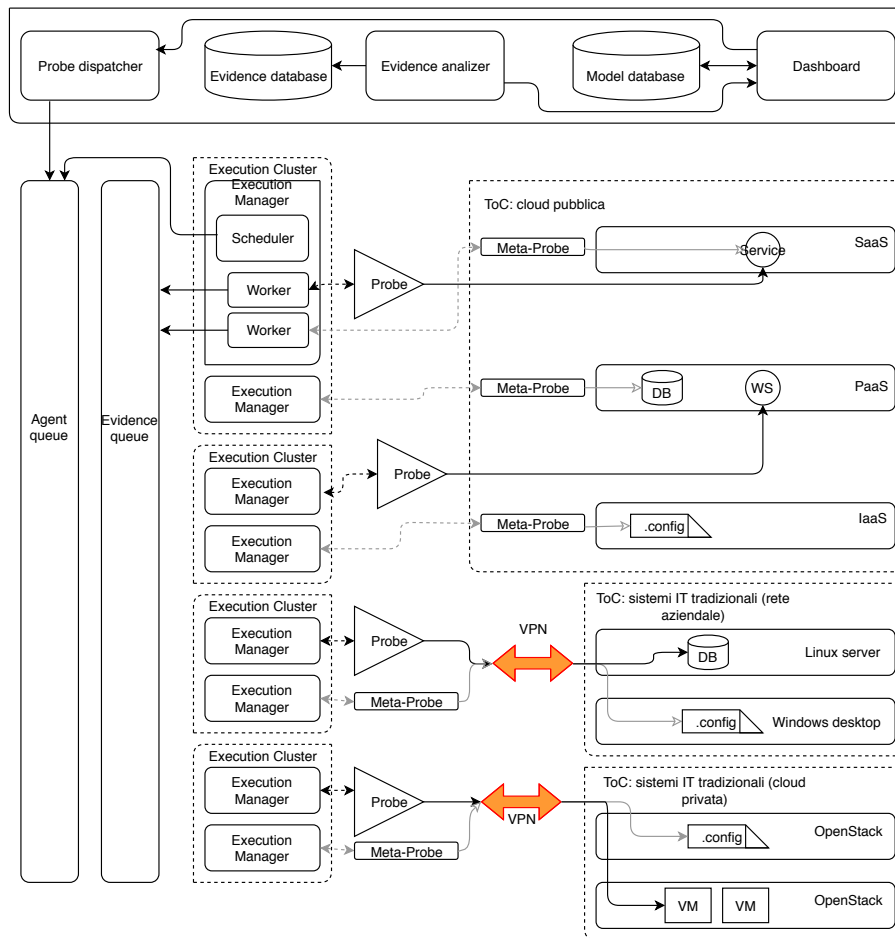 Probe dispatcher
Evidence database
Evidence analizer
Model database
Dashboard
Agent
queue
Evidence
queue
Execution Cluster
Execution
Manager
Scheduler
Worker
Worker
Execution
Manager
Probe
ToC: cloud pubblica
Meta-Probe
Service
SaaS
Meta-Probe
DB
WS
PaaS
Execution Cluster
Execution
Manager
Execution
Manager
Probe
Meta-Probe
.config
IaaS
Execution Cluster
Execution
Manager
Execution
Manager
Probe
Meta-Probe
VPN
ToC: sistemi IT tradizionali (rete
aziendale)
DB
Linux server
.config
Windows desktop
Execution Cluster
Execution
Manager
Execution
Manager
Probe
Meta-Probe
VPN
ToC: sistemi IT tradizionali (cloud
privata)
.config
OpenStack
VM
VM
OpenStack